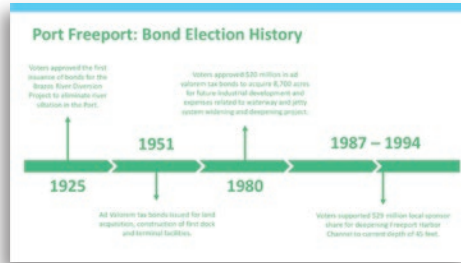 Port Freeport: Bond Election History
Voters approved the first
issuance of bonds for the
Brazos River Diversion
Project to eliminate river
siltation in the Port.
1925
1951
Ad Valorem tax bonds issued for land
acquisition, construction of first dock
and terminal facilities.
Voters approved $30 million in ad
valorem tax bonds to acquire 8,700 acres
for future industrial development and
expenses related to waterway and jetty
system widening and deepening project.
1980
1987 – 1994
Voters supported $29 million local sponsor
share for deepening Freeport Harbor
Channel to current depth of 45 feet.